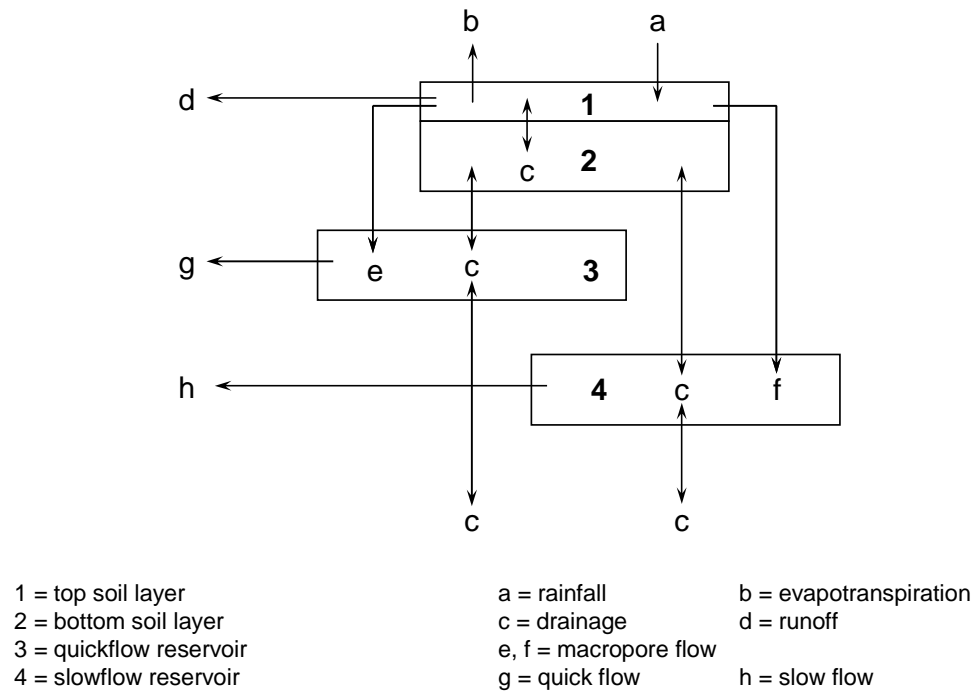 b a
d 1
c 2
g e c 3
h 4 c f
c c
1 = top soil layer a = rainfall b = evapotranspiration
2 = bottom soil layer c = drainage d = runoff
3 = quickflow reservoir e, f = macropore flow
4 = slowflow reservoir g = quick flow h = slow flow